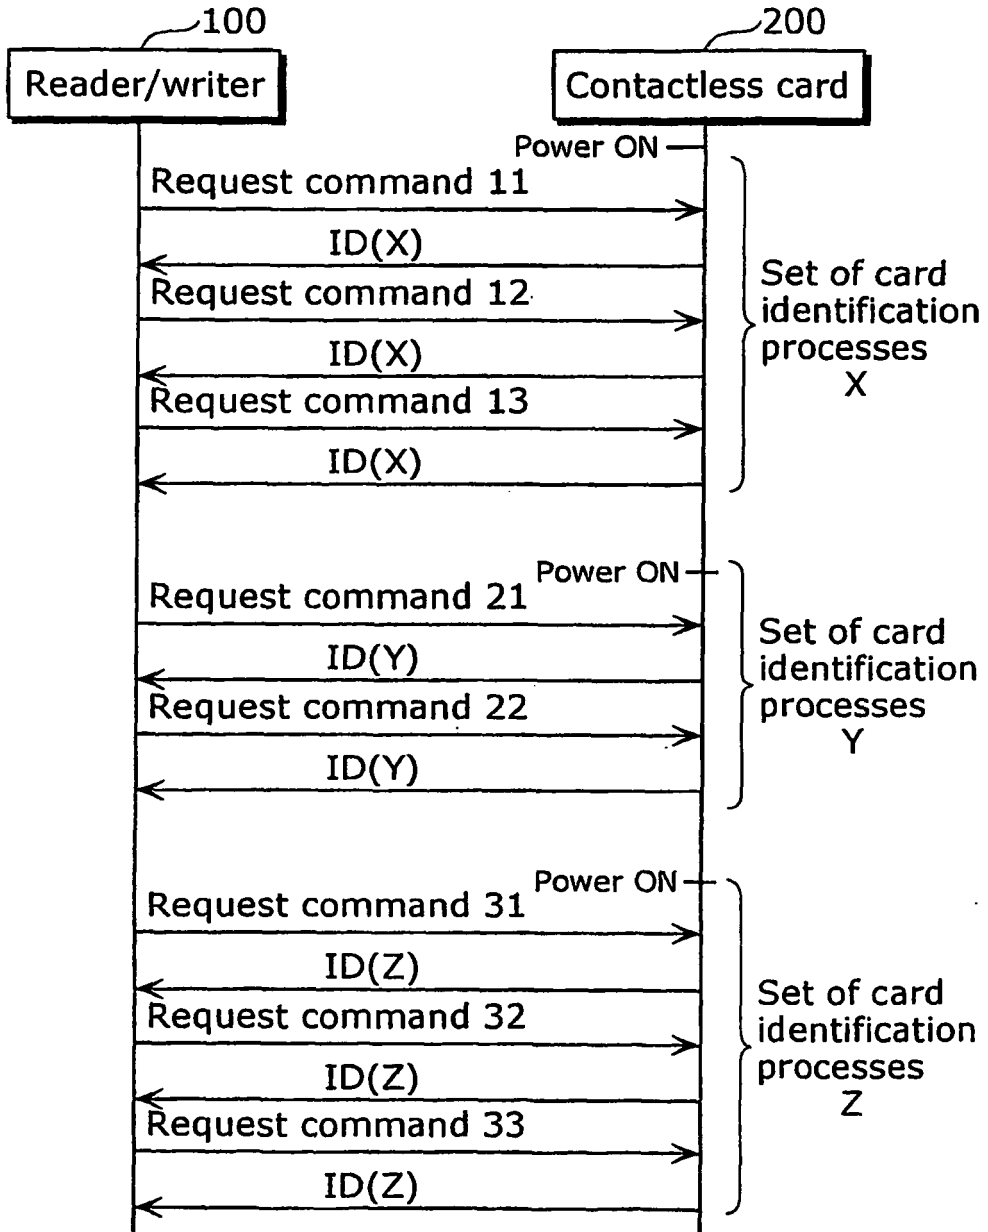 100
200
Reader/writer
Contactless card
Power ON
Request command 11
ID(X)
Request command 12
ID(X)
Request command 13
ID(X)
Set of card
identification
processes
X
Power ON
Request command 21
ID(Y)
Request command 22
ID(Y)
Set of card
identification
processes
Y
Power ON
Request command 31
ID(Z)
Request command 32
ID(Z)
Request command 33
ID(Z)
Set of card
identification
processes
Z